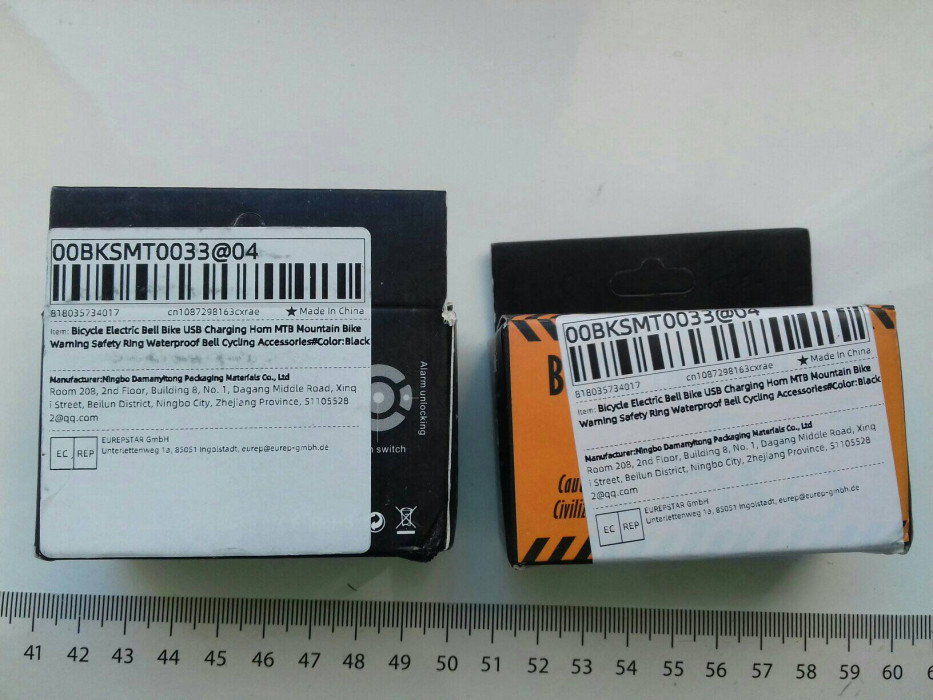 00BKSMT0033@04
818035734017 cn1087298163cxrae ★ Made In China
Item: Bicycle Electric Bell Bike USB Charging Horn MTB Mountain Bike
Warning Safety Ring Waterproof Bell Cycling Accessories#Color:Black
Manufacturer:Ningbo Damanyitong Packaging Materials Co., Ltd
Room 208, 2nd Floor, Building 8, No. 1, Dagang Middle Road, Xinq
i Street, Beilun District, Ningbo City, Zhejiang Province, 51105528
2@qq.com
EC REP
EUREPSTAR GmbH
Unterlettenweg 1a, 85051 Ingolstadt, eurep@eurep-gmbh.de
Alarm unlocking
switch
00BKSMT0033@04
818035734017 cn1087298163cxrae ★ Made In China
Item: Bicycle Electric Bell Bike USB Charging Horn MTB Mountain Bike
Warning Safety Ring Waterproof Bell Cycling Accessories#Color:Black
Manufacturer:Ningbo Damanyitong Packaging Materials Co., Ltd
Room 208, 2nd Floor, Building 8, No. 1, Dagang Middle Road, Xinq
i Street, Beilun District, Ningbo City, Zhejiang Province, 51105528
2@qq.com
EC REP
EUREPSTAR GmbH
Unterlettenweg 1a, 85051 Ingolstadt, eurep@eurep-gmbh.de
B
Cau
Civiliz
41 42 43 44 45 46 47 48 49 50 51 52 53 54 55 56 57 58 59 60